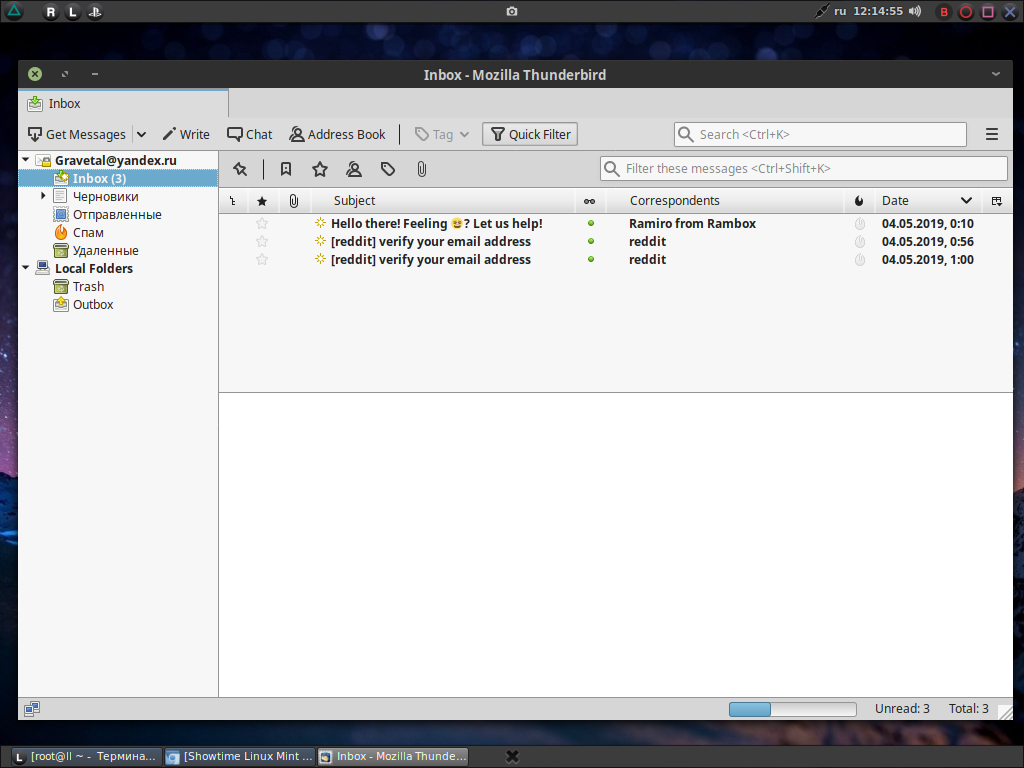 R L ru 12:14:55 B
Inbox - Mozilla Thunderbird
Inbox
Get Messages Write Chat Address Book Tag Quick Filter Search <Ctrl+K>
Gravetal@yandex.ru
Inbox (3)
Черновики
Отправленные
Спам
Удаленные
Local Folders
Trash
Outbox
Filter these messages <Ctrl+Shift+K>
Subject Correspondents Date
Hello there! Feeling 😆? Let us help! Ramiro from Rambox 04.05.2019, 0:10
[reddit] verify your email address reddit 04.05.2019, 0:56
[reddit] verify your email address reddit 04.05.2019, 1:00
Unread: 3 Total: 3
L [root@ll ~ - Термина... [Showtime Linux Mint ... Inbox - Mozilla Thunde...